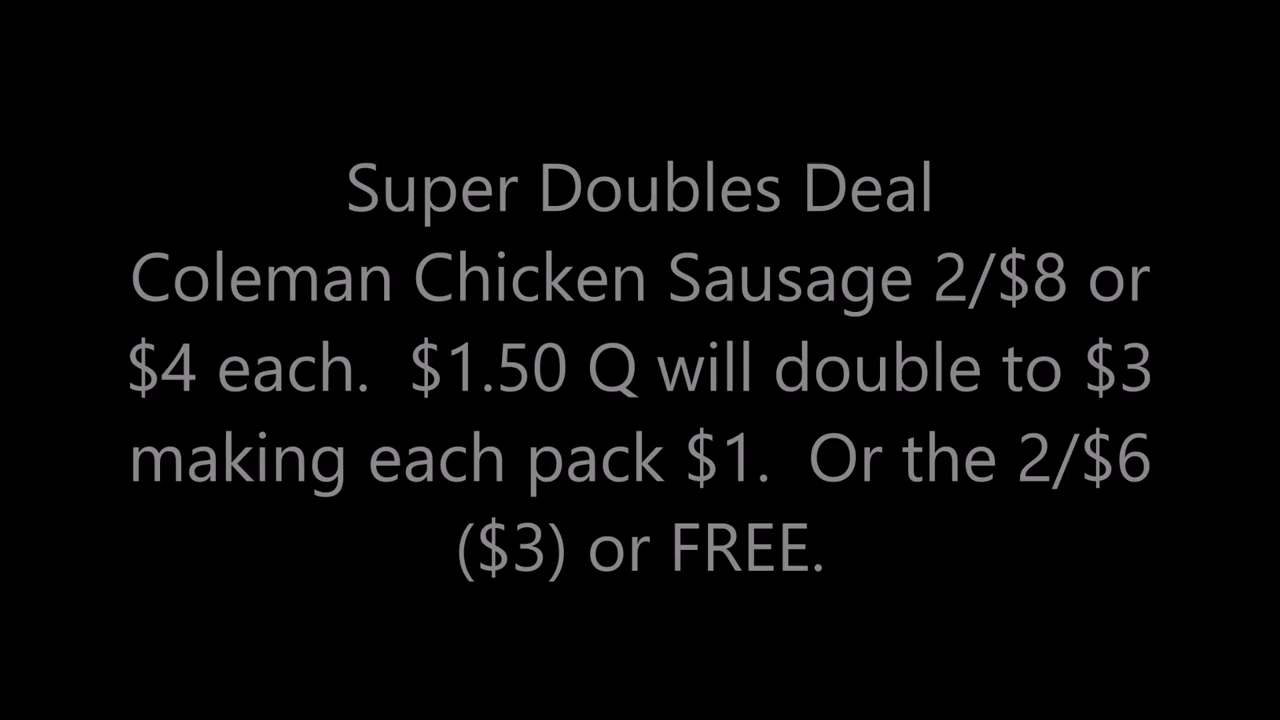 Super Doubles Deal
Coleman Chicken Sausage 2/$8 or
$4 each.  $1.50 Q will double to $3
making each pack $1.  Or the 2/$6
($3) or FREE.